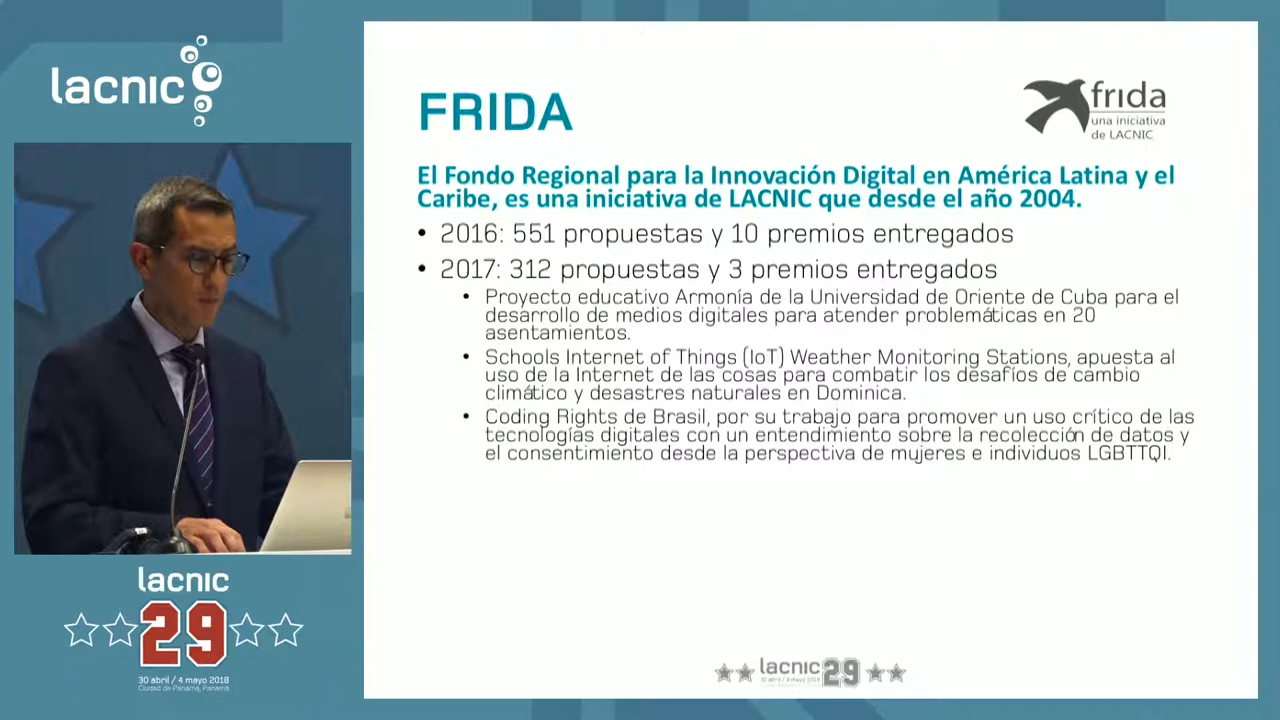 lacnic
FRIDA
frida
una iniciativa
de LACNIC
El Fondo Regional para la Innovación Digital en América Latina y el
Caribe, es una iniciativa de LACNIC que desde el año 2004.
• 2016: 551 propuestas y 10 premios entregados
• 2017: 312 propuestas y 3 premios entregados
• Proyecto educativo Armonía de la Universidad de Oriente de Cuba para el
desarrollo de medios digitales para atender problemáticas en 20
asentamientos.
• Schools Internet of Things (IoT) Weather Monitoring Stations, apuesta al
uso de la Internet de las cosas para combatir los desafíos de cambio
climático y desastres naturales en Dominica.
• Coding Rights de Brasil, por su trabajo para promover un uso crítico de las
tecnologías digitales con un entendimiento sobre la recolección de datos y
el consentimiento desde la perspectiva de mujeres e individuos LGBTTQI.
lacnic
29
30 abril / 4 mayo 2018
Ciudad de Panamá, Panamá
lacnic 29
30 abril / 4 mayo 2018